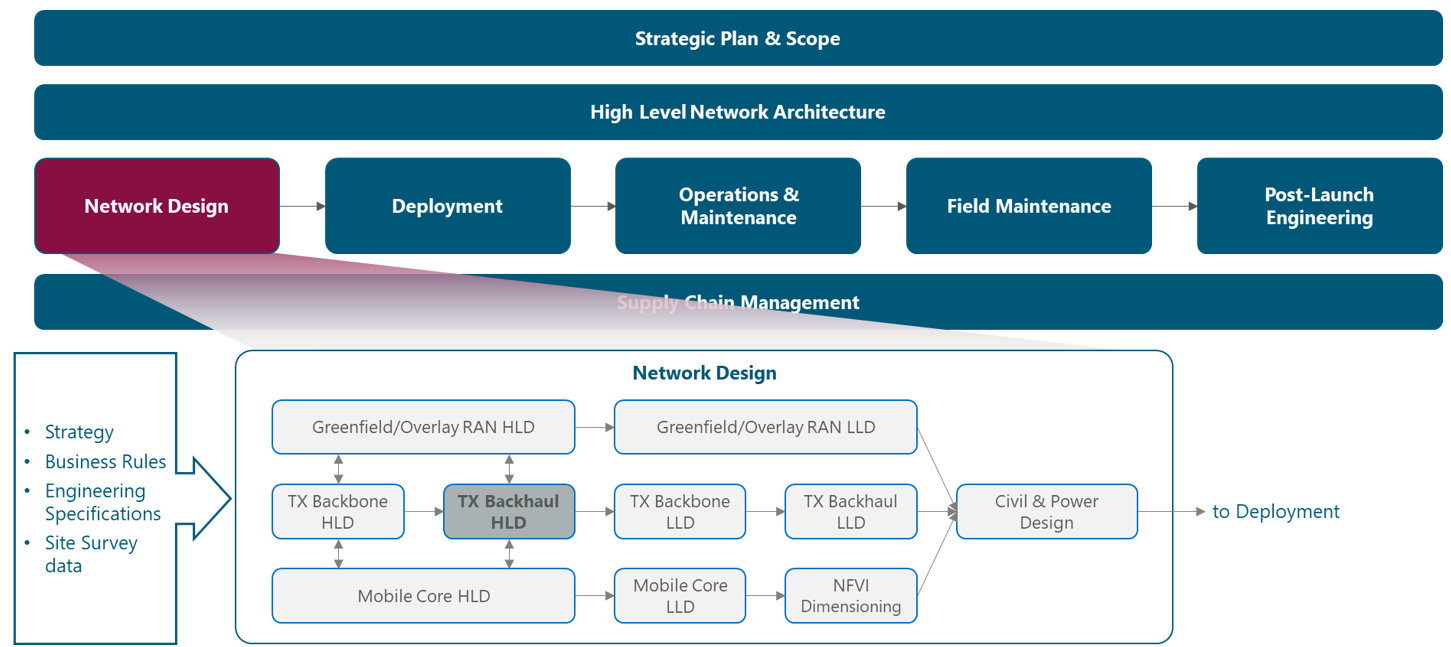 Strategic Plan & Scope
High Level Network Architecture
Network Design
Deployment
Operations &
Maintenance
Field Maintenance
Post-Launch
Engineering
Supply Chain Management
• Strategy
• Business Rules
• Engineering
Specifications
• Site Survey
data
Network Design
Greenfield/Overlay RAN HLD
Greenfield/Overlay RAN LLD
TX Backbone
HLD
TX Backhaul
HLD
TX Backbone
LLD
TX Backhaul
LLD
Civil & Power
Design
to Deployment
Mobile Core HLD
Mobile Core
LLD
NFVI
Dimensioning